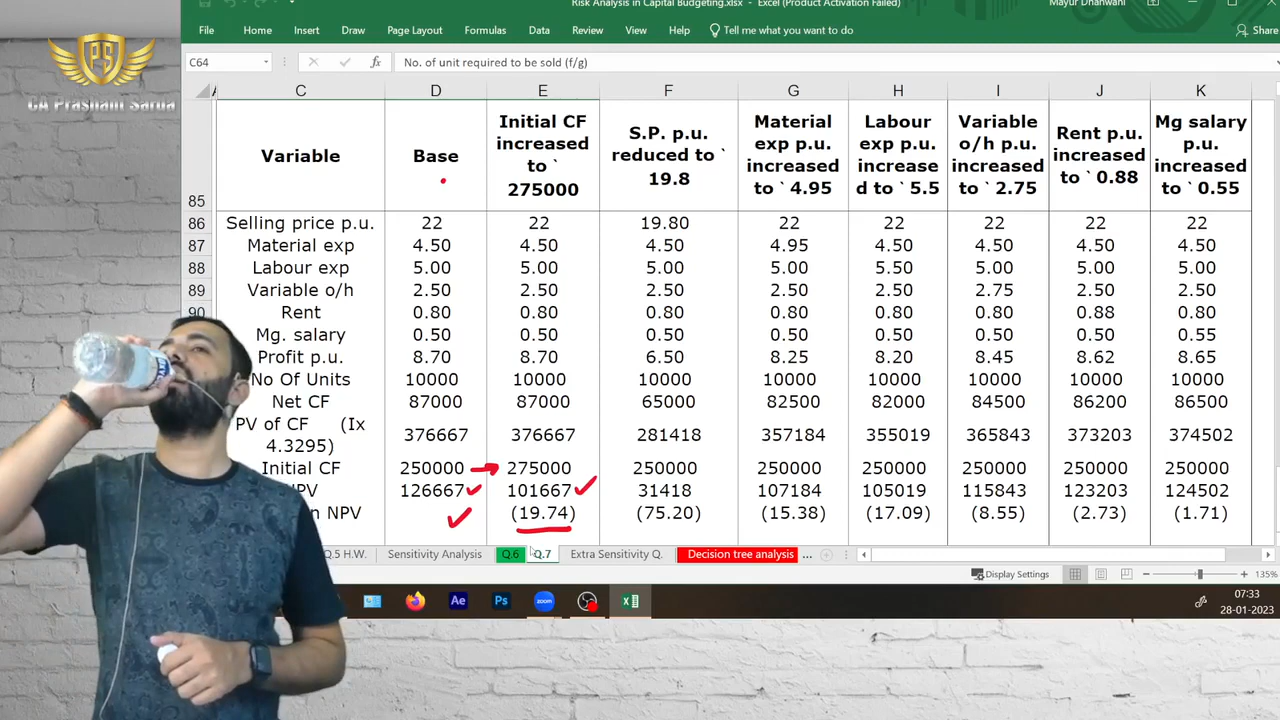 Risk Analysis in Capital Budgeting.xlsx - Excel (Product Activation Failed)
Mayur Dhanwani
File Home Insert Draw Page Layout Formulas Data Review View Help Tell me what you want to do Share
PS
CA Prashant Sarda
C64 fx No. of unit required to be sold (f/g)
C D E F G H I J K
85 Variable Base Initial CF increased to ` 275000 S.P. p.u. reduced to ` 19.8 Material exp p.u. increased to ` 4.95 Labour exp p.u. increase d to ` 5.5 Variable o/h p.u. increased to ` 2.75 Rent p.u. increased to ` 0.88 Mg salary p.u. increased to ` 0.55
86 Selling price p.u. 22 22 19.80 22 22 22 22 22
87 Material exp 4.50 4.50 4.50 4.95 4.50 4.50 4.50 4.50
88 Labour exp 5.00 5.00 5.00 5.00 5.50 5.00 5.00 5.00
89 Variable o/h 2.50 2.50 2.50 2.50 2.50 2.75 2.50 2.50
90 Rent 0.80 0.80 0.80 0.80 0.80 0.80 0.88 0.80
Mg. salary 0.50 0.50 0.50 0.50 0.50 0.50 0.50 0.55
Profit p.u. 8.70 8.70 6.50 8.25 8.20 8.45 8.62 8.65
No Of Units 10000 10000 10000 10000 10000 10000 10000 10000
Net CF 87000 87000 65000 82500 82000 84500 86200 86500
PV of CF (Ix 4.3295) 376667 376667 281418 357184 355019 365843 373203 374502
Initial CF 250000 275000 250000 250000 250000 250000 250000 250000
126667 101667 31418 107184 105019 115843 123203 124502
NPV (19.74) (75.20) (15.38) (17.09) (8.55) (2.73) (1.71)
Q.5 H.W. Sensitivity Analysis Q.6 Q.7 Extra Sensitivity Q. Decision tree analysis ...
Display Settings 135%
Ae Ps zoom
07:33
28-01-2023